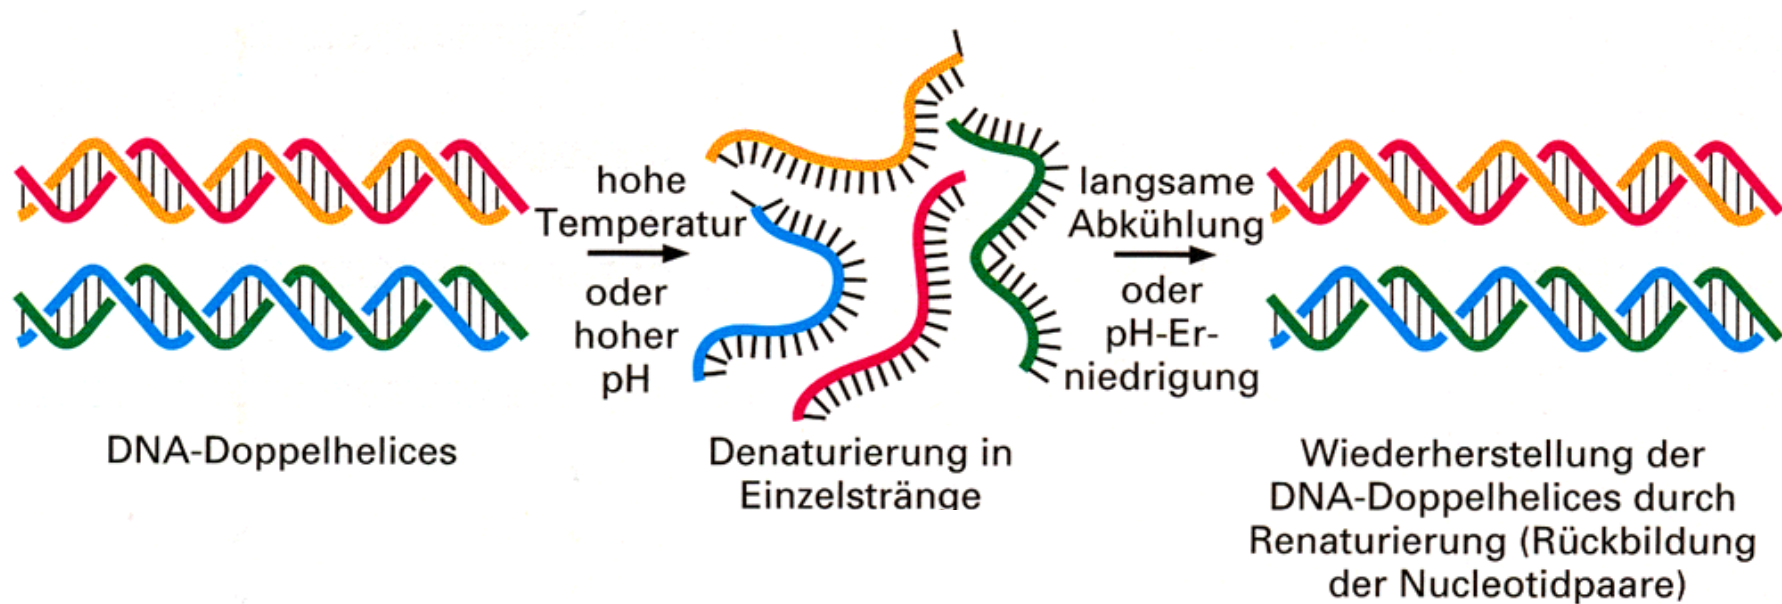 hohe
Temperatur
oder
hoher
pH
langsame
Abkühlung
oder
pH-Er-
niedrigung
DNA-Doppelhelices
Denaturierung in
Einzelstränge
Wiederherstellung der
DNA-Doppelhelices durch
Renaturierung (Rückbildung
der Nucleotidpaare)